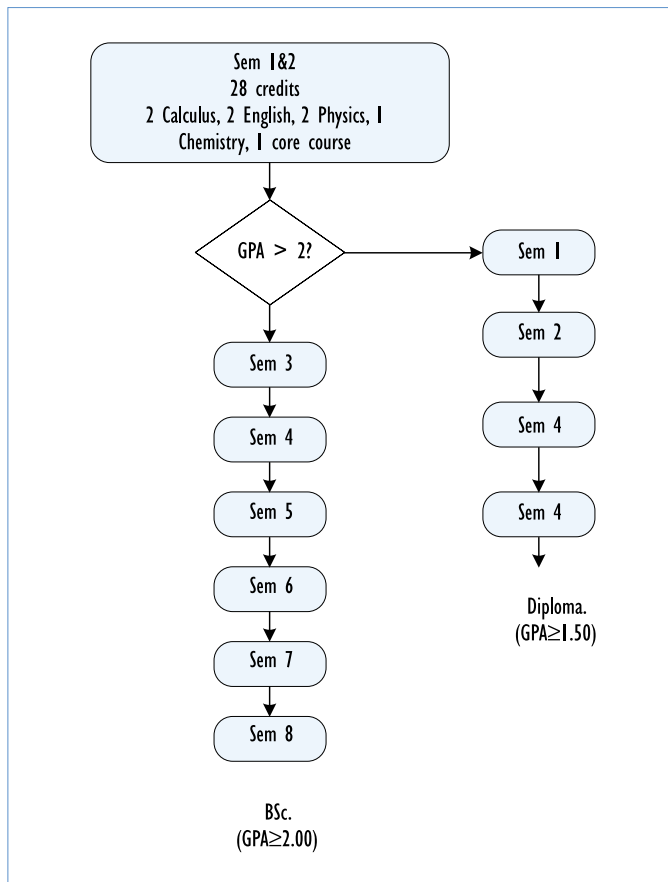 Sem 1&2
28 credits
2 Calculus, 2 English, 2 Physics, 1
Chemistry, 1 core course
GPA > 2?
Sem 3
Sem 4
Sem 5
Sem 6
Sem 7
Sem 8
BSc.
(GPA≥2.00)
Sem 1
Sem 2
Sem 4
Sem 4
Diploma.
(GPA≥1.50)